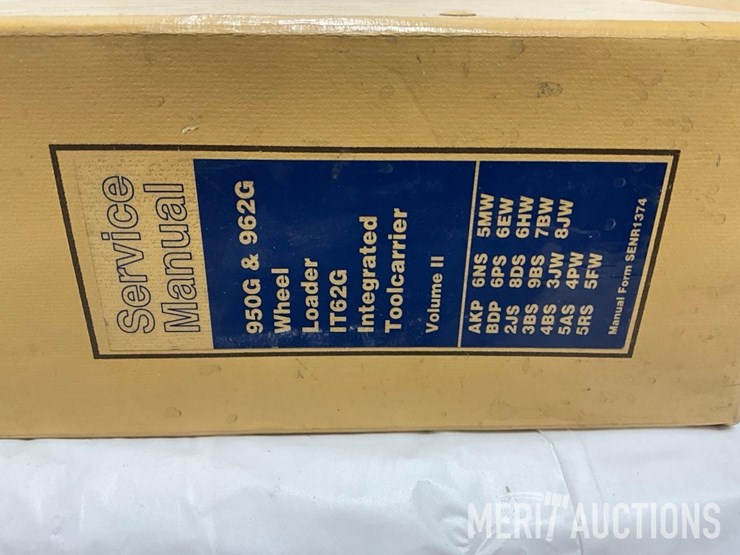 Service
Manual
950G & 962G
Wheel
Loader
IT62G
Integrated
Toolcarrier
Volume II
AKP 6NS 5MW
BDP 6PS 6EW
2JS 8DS 6HW
3BS 9BS 7BW
4BS 3JW 8JW
5AS 4PW
5RS 5FW
Manual Form SENR1374
MERIT AUCTIONS